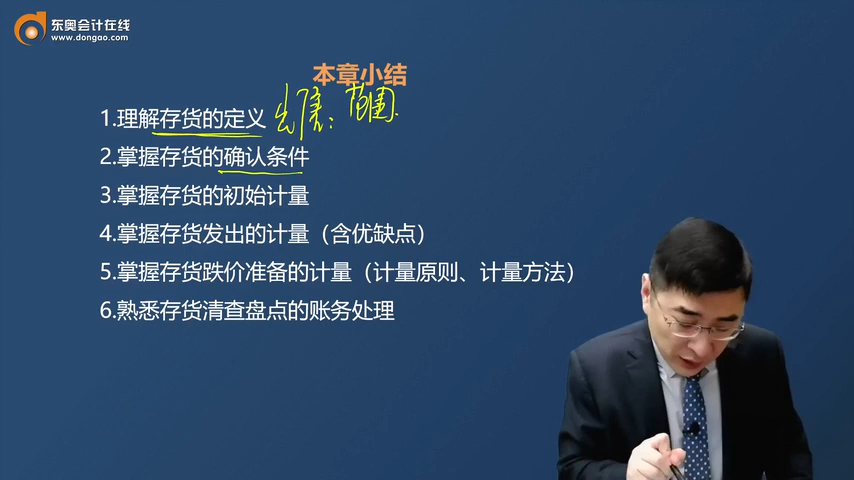 东奥会计在线
www.dongao.com
本章小结
1.理解存货的定义 出售: 范围.
2.掌握存货的确认条件
3.掌握存货的初始计量
4.掌握存货发出的计量（含优缺点）
5.掌握存货跌价准备的计量（计量原则、计量方法）
6.熟悉存货清查盘点的账务处理